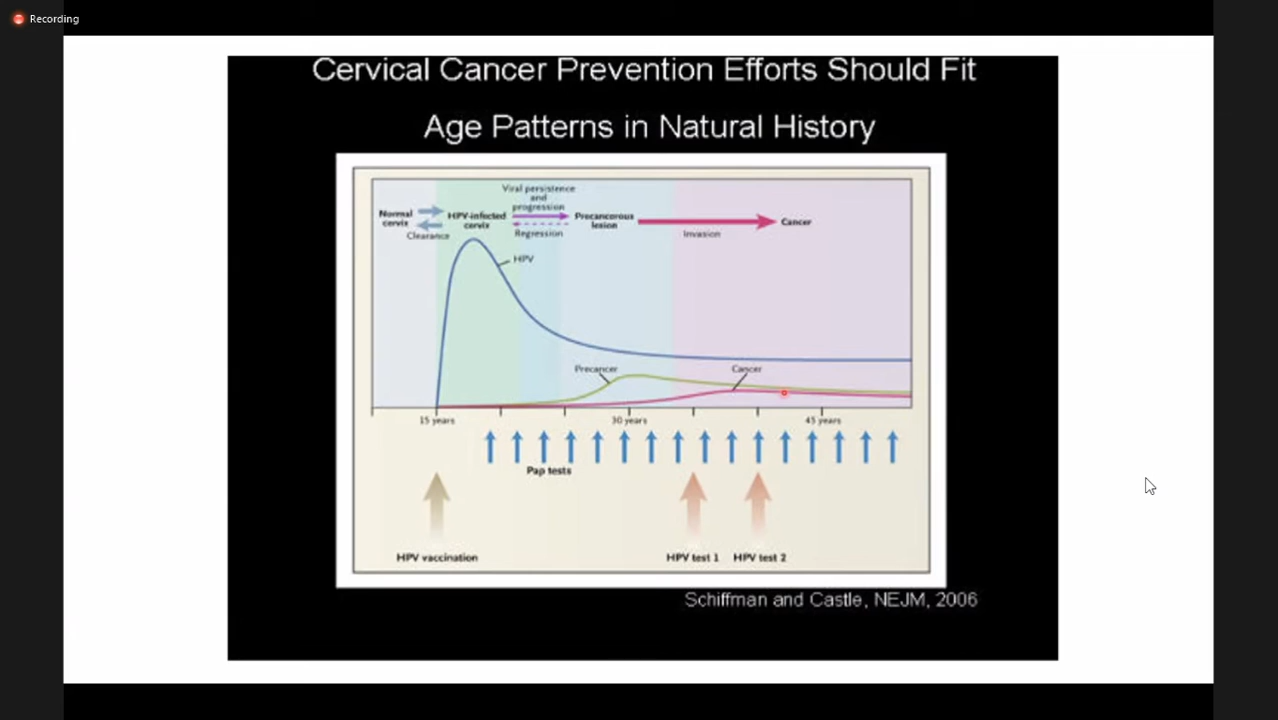 Recording
Cervical Cancer Prevention Efforts Should Fit
Age Patterns in Natural History
Viral persistence
and
progression
Normal
cervix
HPV-infected
cervix
Precancerous
lesion
Cancer
Clearance
Regression
Invasion
HPV
Precancer
Cancer
15 years
30 years
45 years
Pap tests
HPV vaccination
HPV test 1
HPV test 2
Schiffman and Castle, NEJM, 2006